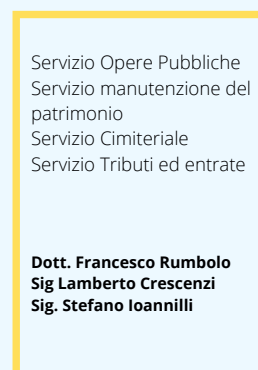 Servizio Opere Pubbliche
Servizio manutenzione del
patrimonio
Servizio Cimiteriale
Servizio Tributi ed entrate
Dott. Francesco Rumbolo
Sig Lamberto Crescenzi
Sig. Stefano Ioannilli